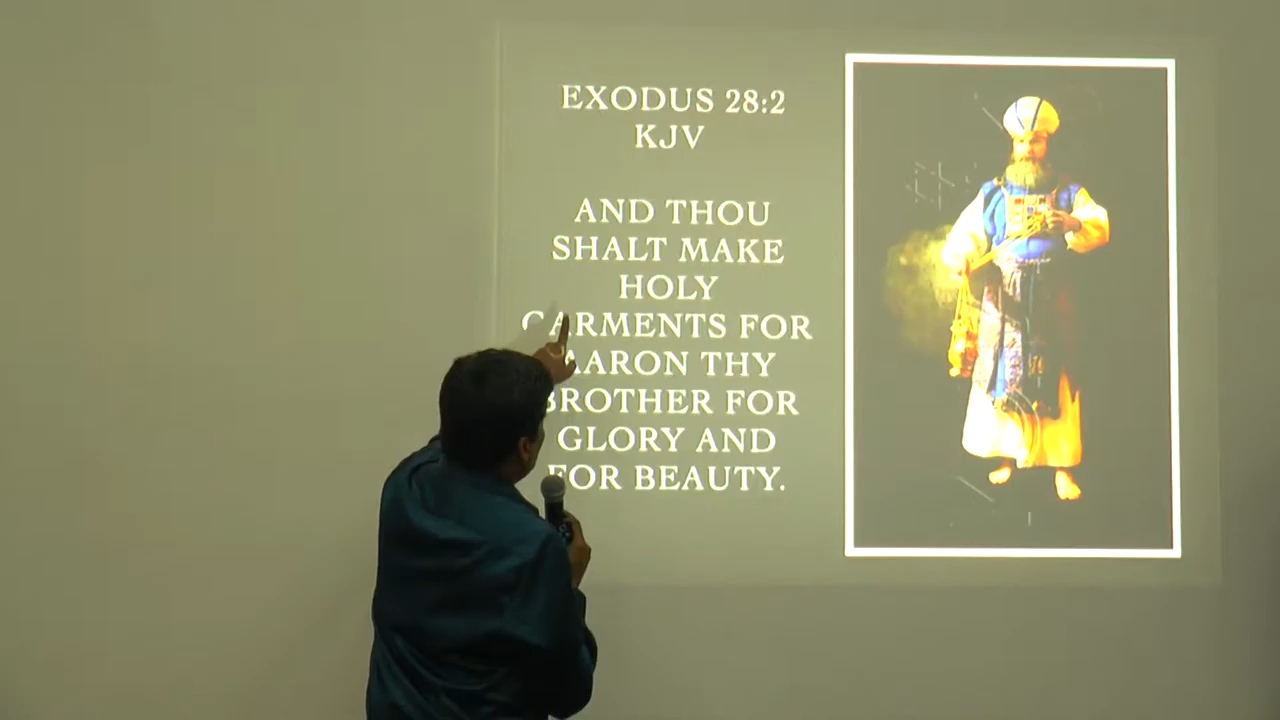 EXODUS 28:2
KJV
AND THOU
SHALT MAKE
HOLY
GARMENTS FOR
AARON THY
BROTHER FOR
GLORY AND
FOR BEAUTY.